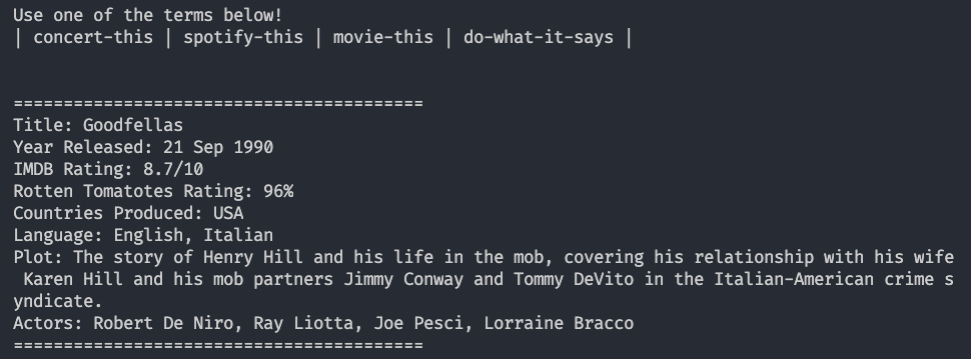 Use one of the terms below!
| concert-this | spotify-this | movie-this | do-what-it-says |
=========================================
Title: Goodfellas
Year Released: 21 Sep 1990
IMDB Rating: 8.7/10
Rotten Tomatotes Rating: 96%
Countries Produced: USA
Language: English, Italian
Plot: The story of Henry Hill and his life in the mob, covering his relationship with his wife
 Karen Hill and his mob partners Jimmy Conway and Tommy DeVito in the Italian-American crime s
yndicate.
Actors: Robert De Niro, Ray Liotta, Joe Pesci, Lorraine Bracco
=========================================